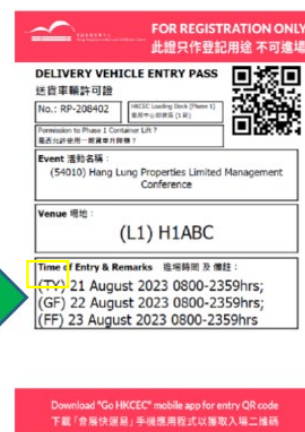 FOR REGISTRATION ONLY
此證只作登記用途 不可進場
DELIVERY VEHICLE ENTRY PASS
送貨車輛許可證
No.: RP-208402
HKCEC Loading Dock (Phase 1)
Permission to Phase 1 Container Lift ?
Event 活動名稱 :
(54010) Hang Lung Properties Limited Management
Conference
Venue 場地 :
(L1) H1ABC
Time of Entry & Remarks 進場時間 及 備註 :
(TY) 21 August 2023 0800-2359hrs;
(GF) 22 August 2023 0800-2359hrs;
(FF) 23 August 2023 0800-2359hrs
Download "Go HKCEC" mobile app for entry QR code
下載「會展快運易」手機應用程式以獲取入場二維碼